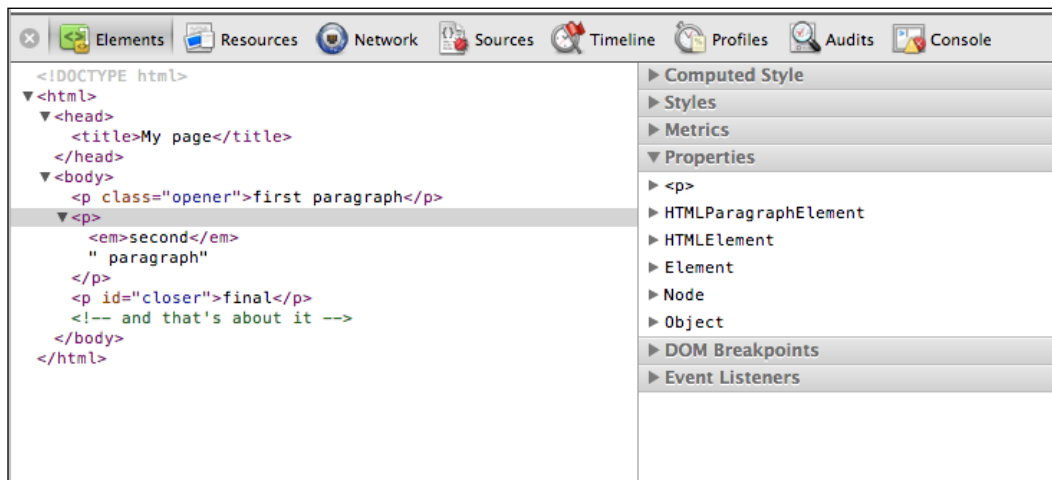 Elements Resources Network Sources Timeline Profiles Audits Console
<!DOCTYPE html>
▼<html>
▼<head>
<title>My page</title>
</head>
▼<body>
<p class="opener">first paragraph</p>
▼<p>
<em>second</em>
" paragraph"
</p>
<p id="closer">final</p>
<!-- and that's about it -->
</body>
</html>
▶Computed Style
▶Styles
▶Metrics
▼Properties
▶<p>
▶HTMLParagraphElement
▶HTMLElement
▶Element
▶Node
▶Object
▶DOM Breakpoints
▶Event Listeners